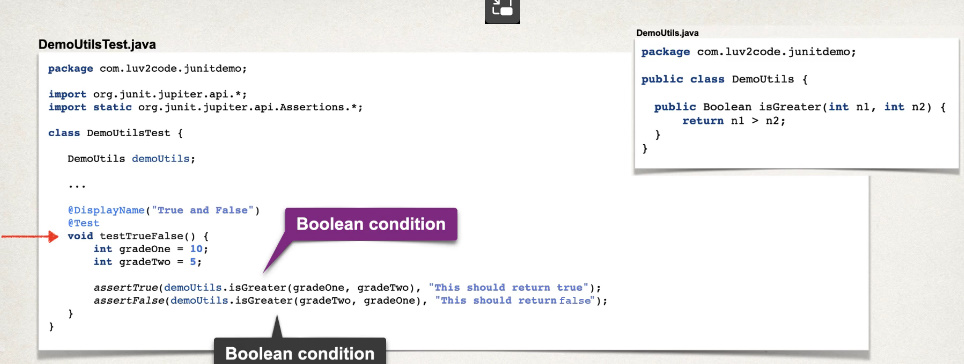 DemoUtilsTest.java
package com.luv2code.junitdemo;
import org.junit.jupiter.api.*;
import static org.junit.jupiter.api.Assertions.*;
class DemoUtilsTest {
DemoUtils demoUtils;
...
@DisplayName("True and False")
@Test
void testTrueFalse() {
int gradeOne = 10;
int gradeTwo = 5;
assertTrue(demoUtils.isGreater(gradeOne, gradeTwo), "This should return true");
assertFalse(demoUtils.isGreater(gradeTwo, gradeOne), "This should return false");
}
}
Boolean condition
Boolean condition
DemoUtils.java
package com.luv2code.junitdemo;
public class DemoUtils {
public Boolean isGreater(int n1, int n2) {
return n1 > n2;
}
}